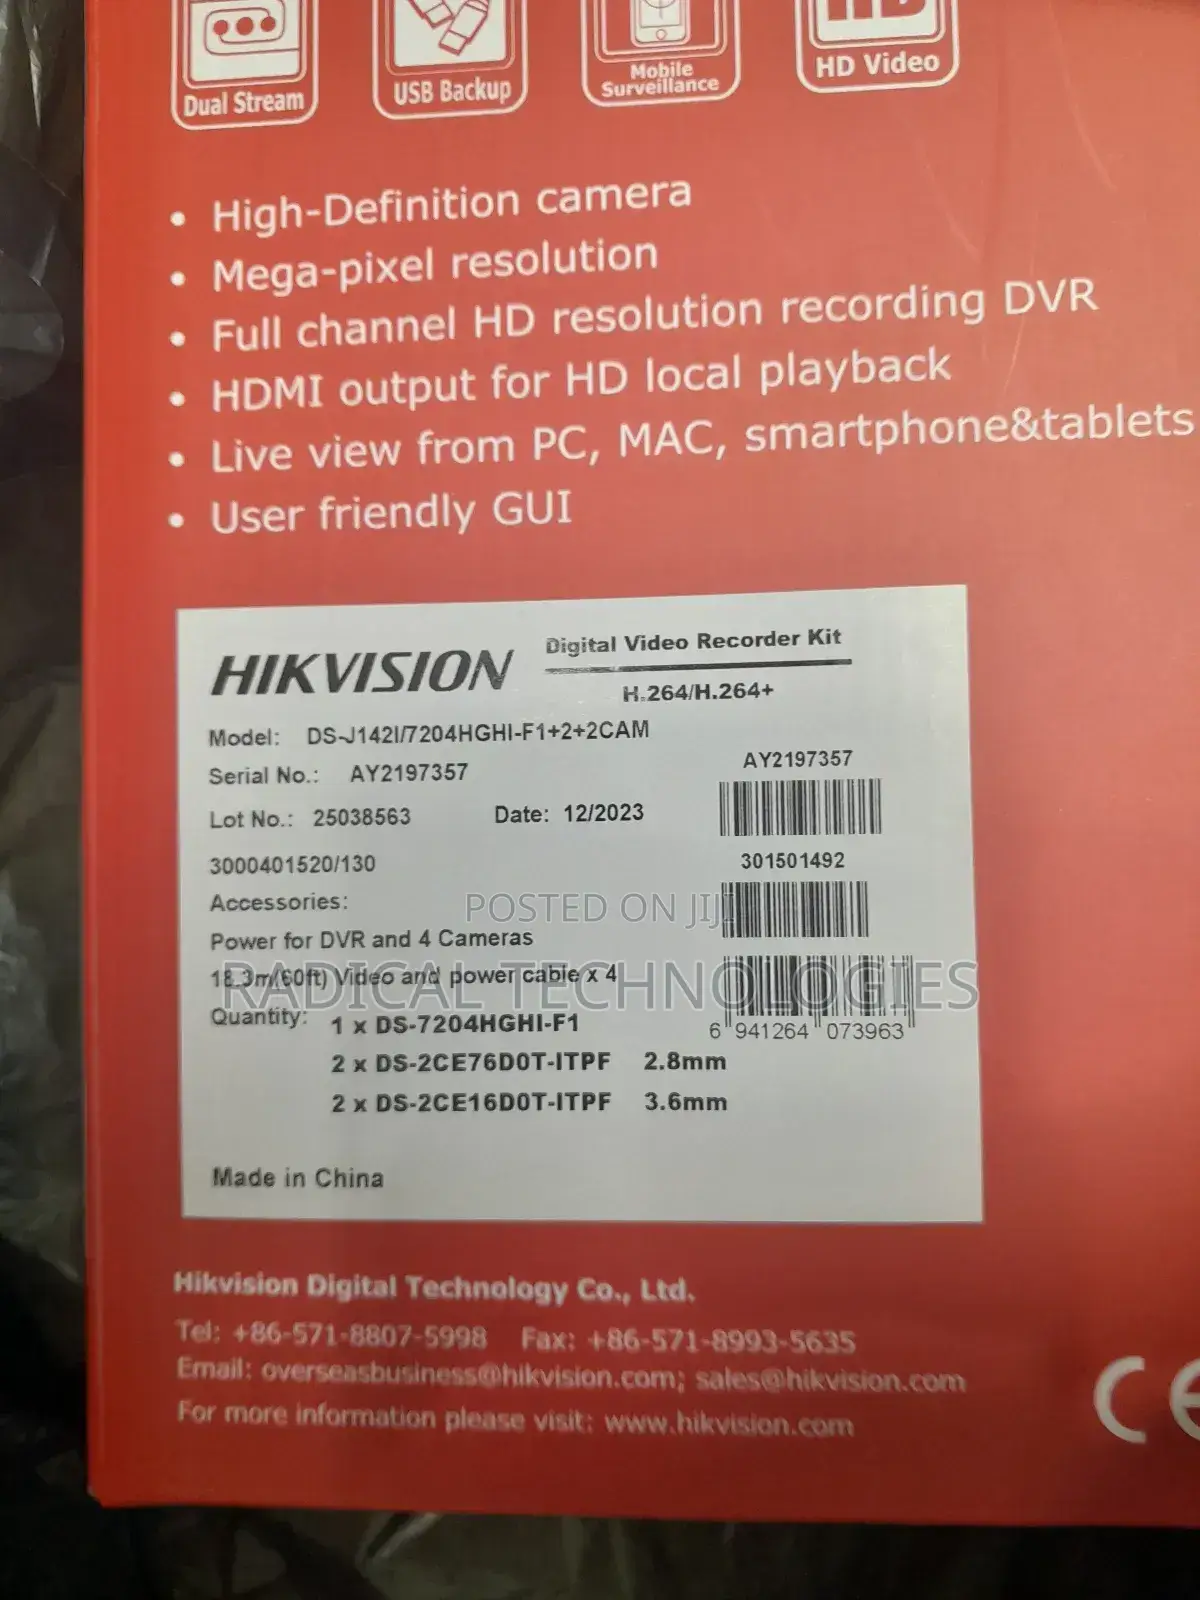 Dual Stream
USB Backup
Mobile
Surveillance
HD Video
• High-Definition camera
• Mega-pixel resolution
• Full channel HD resolution recording DVR
• HDMI output for HD local playback
• Live view from PC, MAC, smartphone&tablets
• User friendly GUI
HIKVISION
Digital Video Recorder Kit
H.264/H.264+
Model: DS-J142I/7204HGHI-F1+2+2CAM
Serial No.: AY2197357
AY2197357
Lot No.: 25038563 Date: 12/2023
3000401520/130
301501492
Accessories:
POSTED ON JIJI
Power for DVR and 4 Cameras
18.3m(60ft) Video and power cable x 4
RADICAL TECHNOLOGIES
Quantity: 1 x DS-7204HGHI-F1
6 941264 073963
2 x DS-2CE76D0T-ITPF 2.8mm
2 x DS-2CE16D0T-ITPF 3.6mm
Made in China
Hikvision Digital Technology Co., Ltd.
Tel: +86-571-8807-5998 Fax: +86-571-8993-5635
Email: overseasbusiness@hikvision.com; sales@hikvision.com
For more information please visit: www.hikvision.com
CE